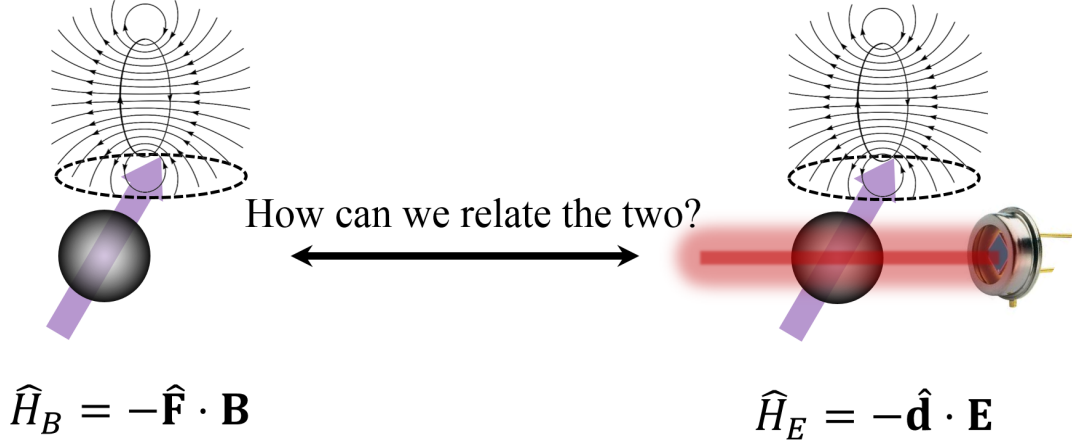 How can we relate the two?
Ĥ_B = −𝐅̂ · 𝐁
Ĥ_E = −𝐝̂ · 𝐄